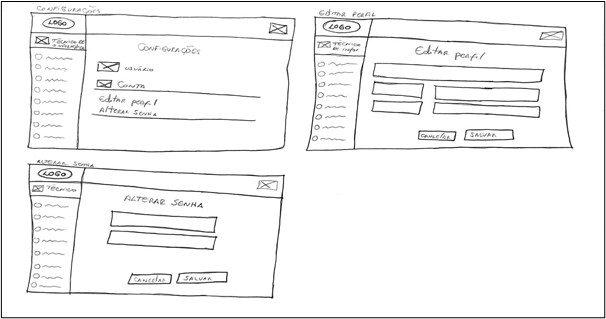 CONFIGURAÇÕES
LOGO
TÉCNICO DE
CONFIGURAÇÕES
USUÁRIO
CONTA
Editar perfil
ALTERAR SENHA
EDITAR PERFIL
LOGO
TÉCNICO
DE INFOR
Editar perfil
CANCELAR SALVAR
ALTERAR SENHA
LOGO
TÉCNICO
ALTERAR SENHA
CANCELAR SALVAR